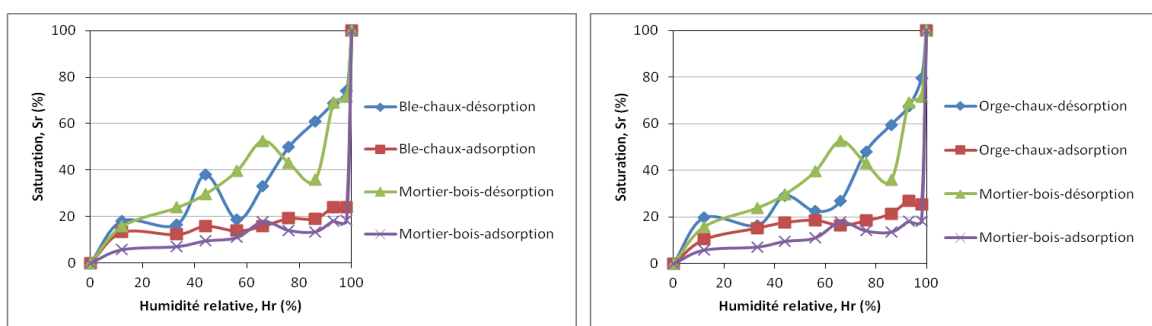 100
80
60
40
20
0
Saturation, Sr (%)
0 20 40 60 80 100
Humidité relative, Hr (%)
Ble-chaux-désorption
Ble-chaux-adsorption
Mortier-bois-désorption
Mortier-bois-adsorption
100
80
60
40
20
0
Saturation, Sr (%)
0 20 40 60 80 100
Humidité relative, Hr (%)
Orge-chaux-désorption
Orge-chaux-adsorption
Mortier-bois-désorption
Mortier-bois-adsorption